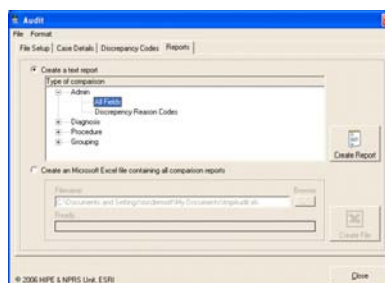 Audit
File Format
File Setup Case Details Discrepancy Codes Reports
Create a text report
Type of comparison
Admin
All Fields
Discrepancy Reason Codes
Diagnosis
Procedure
Grouping
Create Report
Create an Microsoft Excel file containing all comparison reports
Filename
Browse
Ready
Create File
© 2006 HIPE & NPRS Unit, ESRI
Close